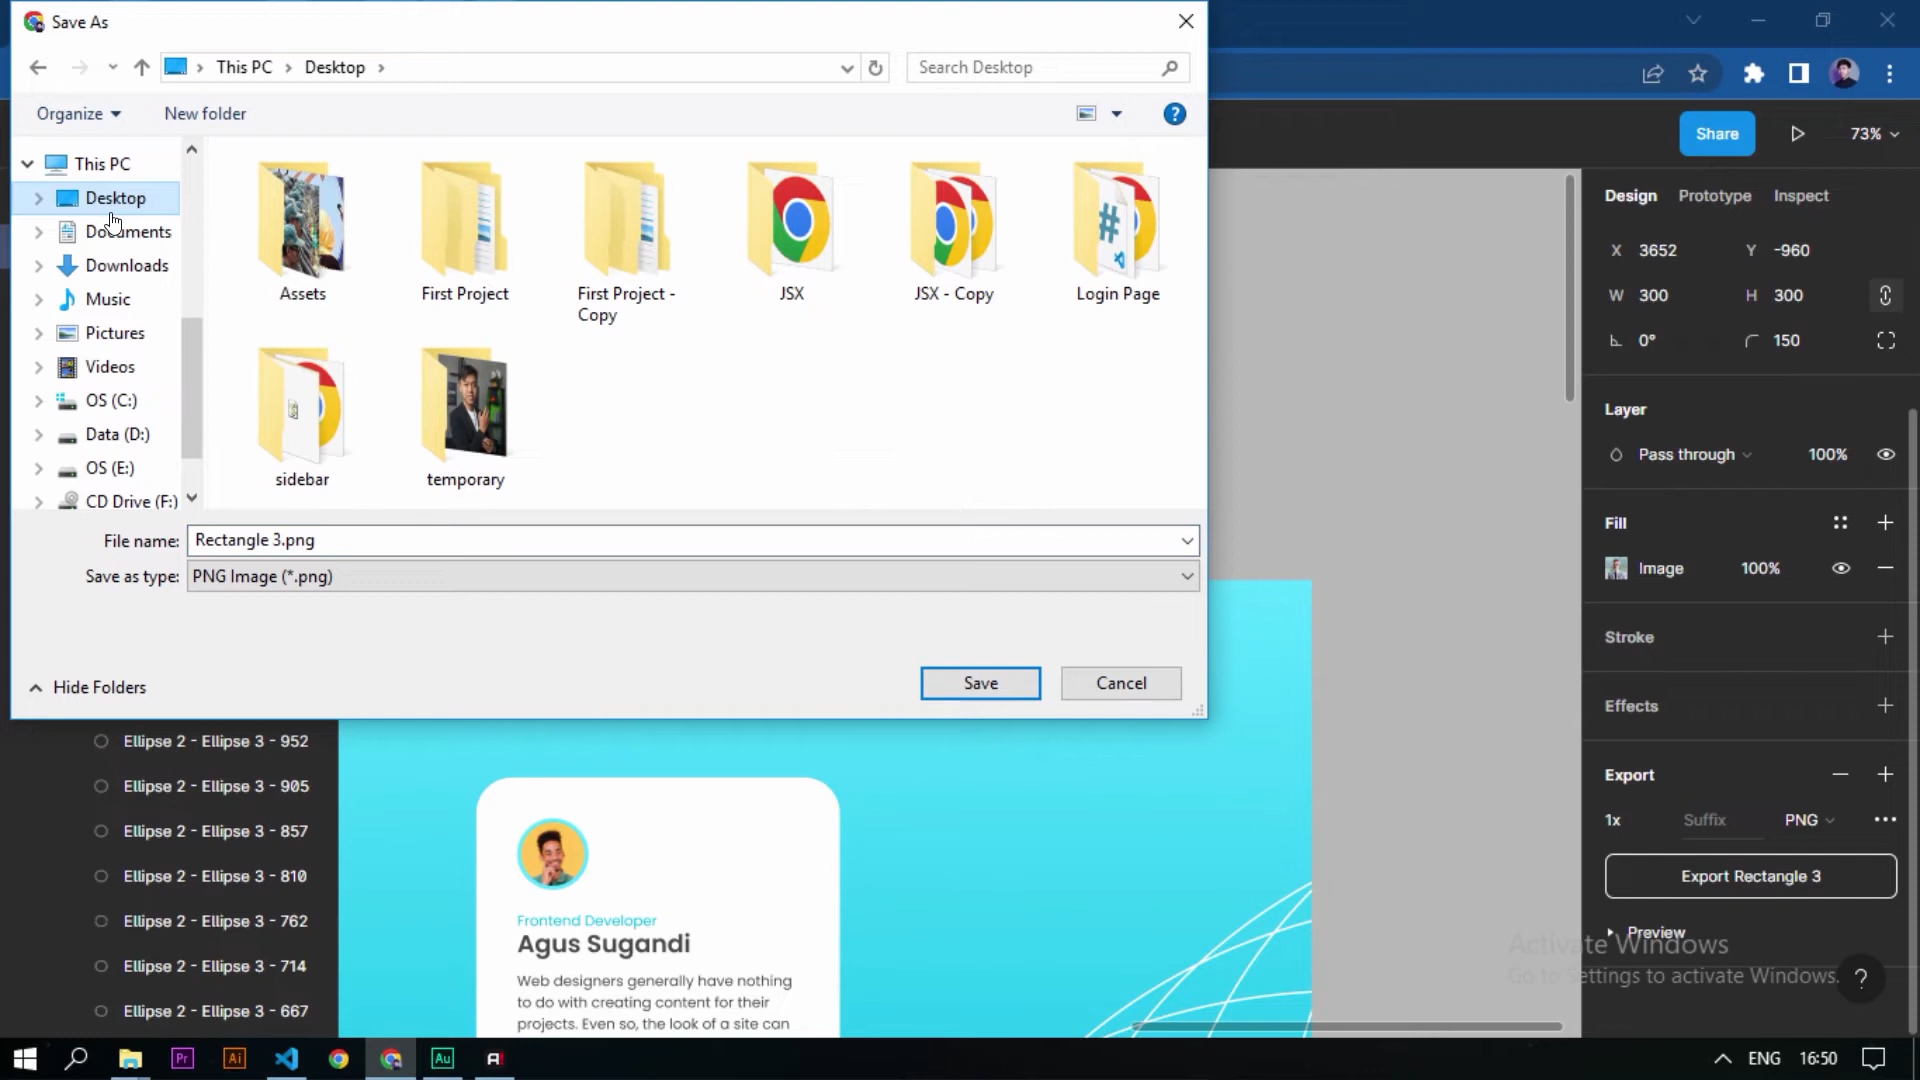 Save As
This PC
Desktop
Search Desktop
Organize
New folder
?
Share
73%
This PC
Desktop
Documents
Downloads
Music
Pictures
Videos
OS (C:)
Data (D:)
OS (E:)
CD Drive (F:)
Assets
First Project
First Project -
Copy
JSX
JSX - Copy
Login Page
sidebar
temporary
File name:
Rectangle 3.png
Save as type:
PNG Image (*.png)
Hide Folders
Save
Cancel
Design
Prototype
Inspect
X 3652
Y -960
W 300
H 300
0°
150
Layer
Pass through
100%
Fill
Image
100%
Stroke
Effects
Export
1x
Suffix
PNG
Export Rectangle 3
Preview
Activate Windows
Go to Settings to activate Windows.
?
Ellipse 2 - Ellipse 3 - 952
Ellipse 2 - Ellipse 3 - 905
Ellipse 2 - Ellipse 3 - 857
Ellipse 2 - Ellipse 3 - 810
Ellipse 2 - Ellipse 3 - 762
Ellipse 2 - Ellipse 3 - 714
Ellipse 2 - Ellipse 3 - 667
Frontend Developer
Agus Sugandi
Web designers generally have nothing
to do with creating content for their
projects. Even so, the look of a site can
Pr
Ai
Au
ENG
16:50